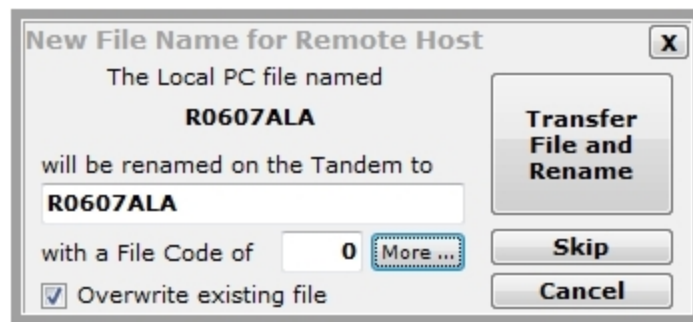 New File Name for Remote Host
X
The Local PC file named
R0607ALA
will be renamed on the Tandem to
R0607ALA
with a File Code of 0 More ...
Overwrite existing file
Transfer
File and
Rename
Skip
Cancel